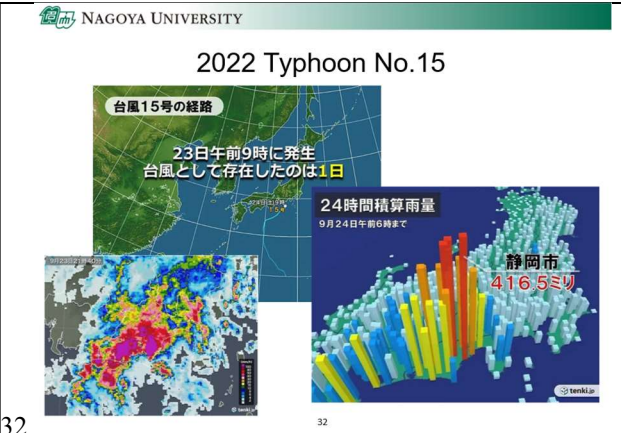 NAGOYA UNIVERSITY
2022 Typhoon No.15
台風15号の経路
23日午前9時に発生
台風として存在したのは1日
24時間積算雨量
9月24日午前6時まで
静岡市
416.5ミリ
tenki.jp
tenki.jp
32
32